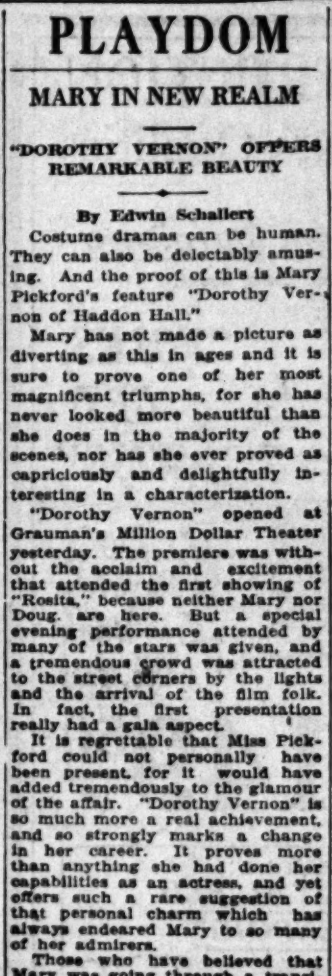 PLAYDOM
MARY IN NEW REALM
"DOROTHY VERNON" OFFERS
REMARKABLE BEAUTY
By Edwin Schallert
Costume dramas can be human.
They can also be delectably amus-
ing. And the proof of this is Mary
Pickford's feature "Dorothy Ver-
non of Haddon Hall."
Mary has not made a picture as
diverting as this in ages and it is
sure to prove one of her most
magnificent triumphs, for she has
never looked more beautiful than
she does in the majority of the
scenes, nor has she ever proved as
capriciously and delightfully in-
teresting in a characterization.
"Dorothy Vernon" opened at
Grauman's Million Dollar Theater
yesterday. The premiere was with-
out the acclaim and excitement
that attended the first showing of
"Rosita," because neither Mary nor
Doug. are here. But a special
evening performance attended by
many of the stars was given, and
a tremendous crowd was attracted
to the street corners by the lights
and the arrival of the film folk.
In fact, the first presentation
really had a gala aspect.
It is regrettable that Miss Pick-
ford could not personally have
been present, for it would have
added tremendously to the glamour
of the affair. "Dorothy Vernon" is
so much more a real achievement,
and so strongly marks a change
in her career. It proves more
than anything she had done her
capabilities as an actress, and yet
offers such a rare suggestion of
that personal charm which has
always endeared Mary to so many
of her admirers.
Those who have believed that
Mary was going through a